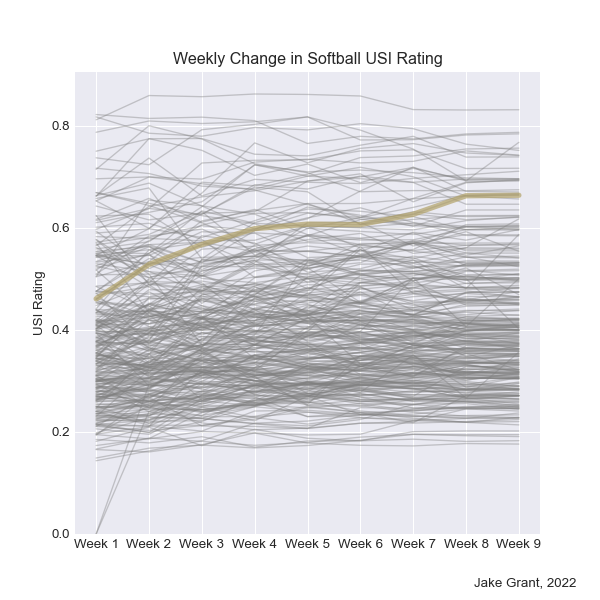 Weekly Change in Softball USI Rating
USI Rating
0.8
0.6
0.4
0.2
0.0
Week 1 Week 2 Week 3 Week 4 Week 5 Week 6 Week 7 Week 8 Week 9
Jake Grant, 2022